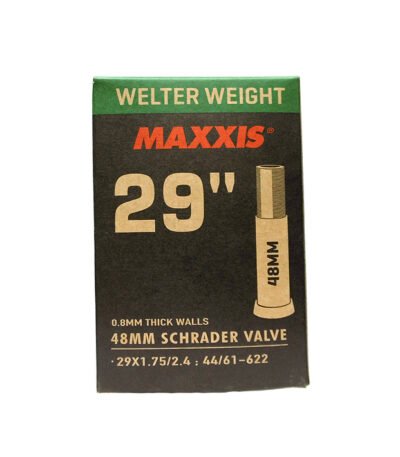 WELTER WEIGHT
MAXXIS®
29"
48MM
0.8MM THICK WALLS
48MM SCHRADER VALVE
·29X1.75/2.4 ; 44/61-622